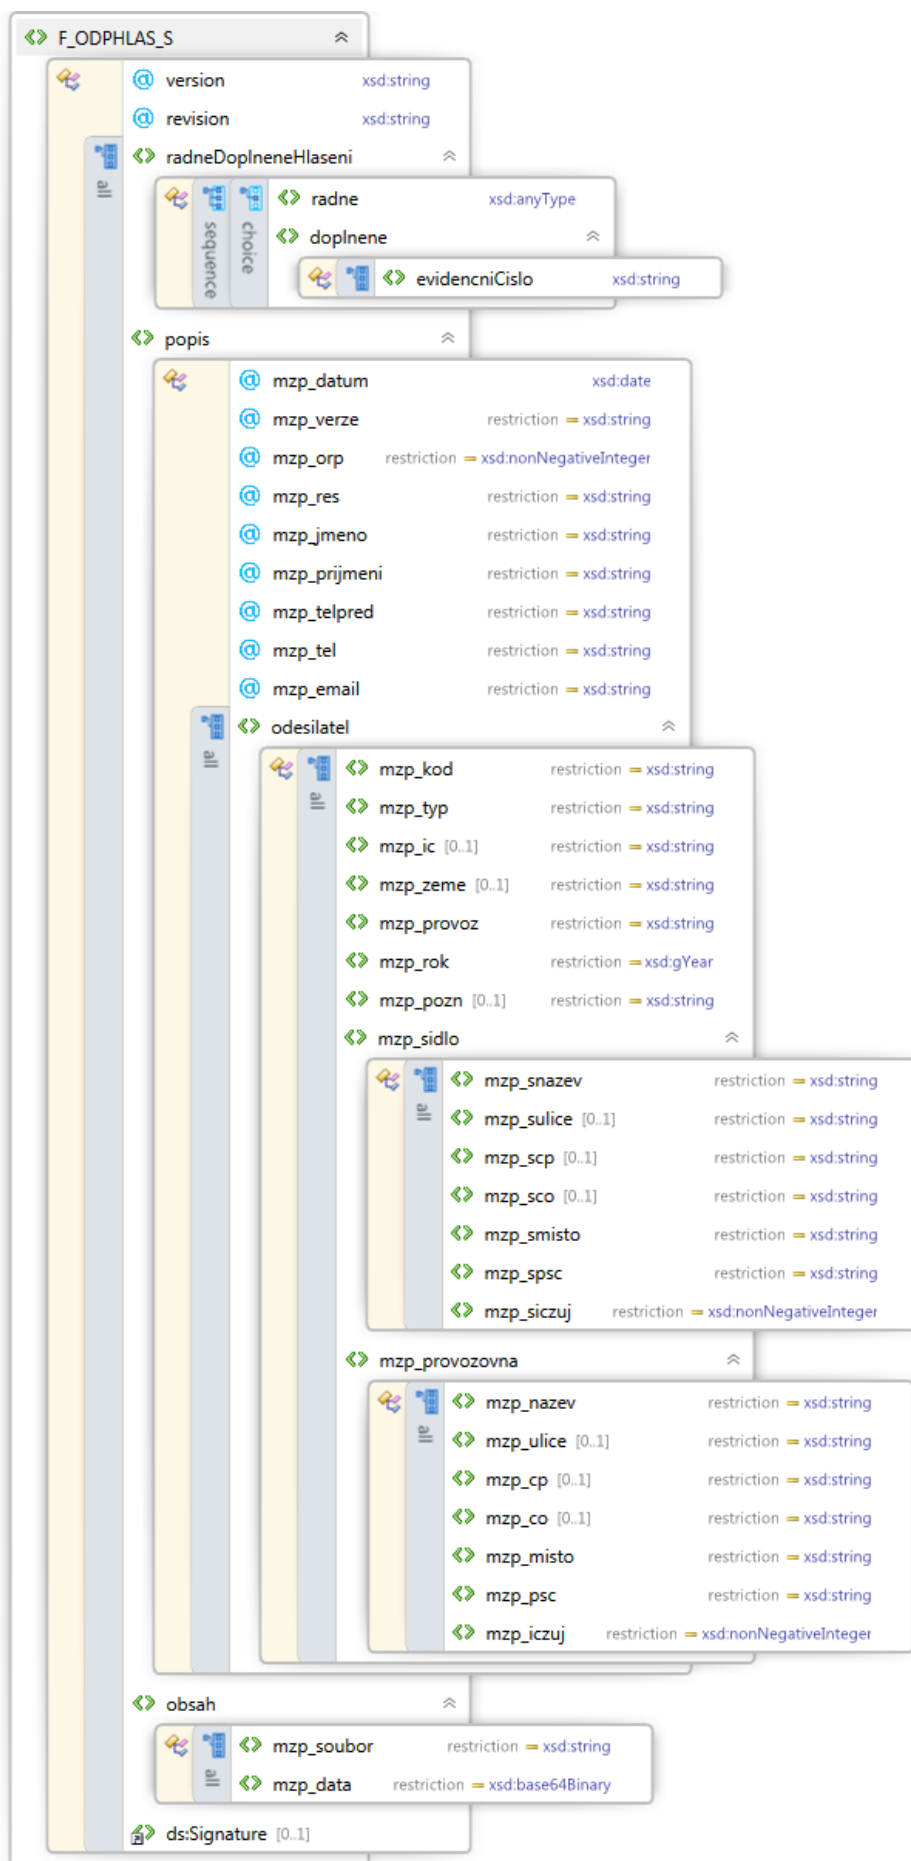 F_ODPHLAS_S
version xsd:string
revision xsd:string
all
radneDoplneneHlaseni
sequence
choice
radne xsd:anyType
doplnene
evidencniCislo xsd:string
popis
mzp_datum xsd:date
mzp_verze restriction = xsd:string
mzp_orp restriction = xsd:nonNegativeInteger
mzp_res restriction = xsd:string
mzp_jmeno restriction = xsd:string
mzp_prijmeni restriction = xsd:string
mzp_telpred restriction = xsd:string
mzp_tel restriction = xsd:string
mzp_email restriction = xsd:string
all
odesilatel
all
mzp_kod restriction = xsd:string
mzp_typ restriction = xsd:string
mzp_ic [0..1] restriction = xsd:string
mzp_zeme [0..1] restriction = xsd:string
mzp_provoz restriction = xsd:string
mzp_rok restriction = xsd:gYear
mzp_pozn [0..1] restriction = xsd:string
mzp_sidlo
all
mzp_snazev restriction = xsd:string
mzp_sulice [0..1] restriction = xsd:string
mzp_scp [0..1] restriction = xsd:string
mzp_sco [0..1] restriction = xsd:string
mzp_smisto restriction = xsd:string
mzp_spsc restriction = xsd:string
mzp_siczuj restriction = xsd:nonNegativeInteger
mzp_provozovna
all
mzp_nazev restriction = xsd:string
mzp_ulice [0..1] restriction = xsd:string
mzp_cp [0..1] restriction = xsd:string
mzp_co [0..1] restriction = xsd:string
mzp_misto restriction = xsd:string
mzp_psc restriction = xsd:string
mzp_iczuj restriction = xsd:nonNegativeInteger
obsah
all
mzp_soubor restriction = xsd:string
mzp_data restriction = xsd:base64Binary
ds:Signature [0..1]